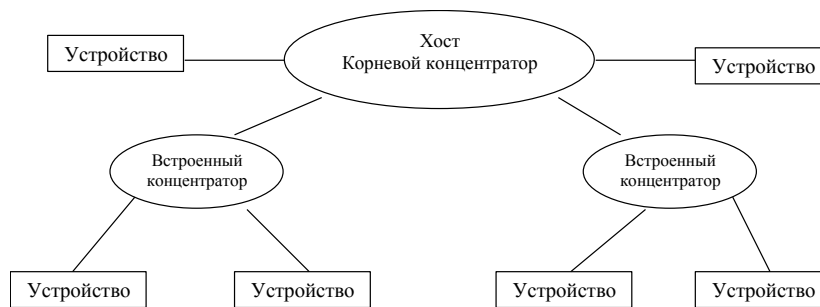 Хост
Корневой концентратор
Устройство
Устройство
Встроенный
концентратор
Встроенный
концентратор
Устройство
Устройство
Устройство
Устройство